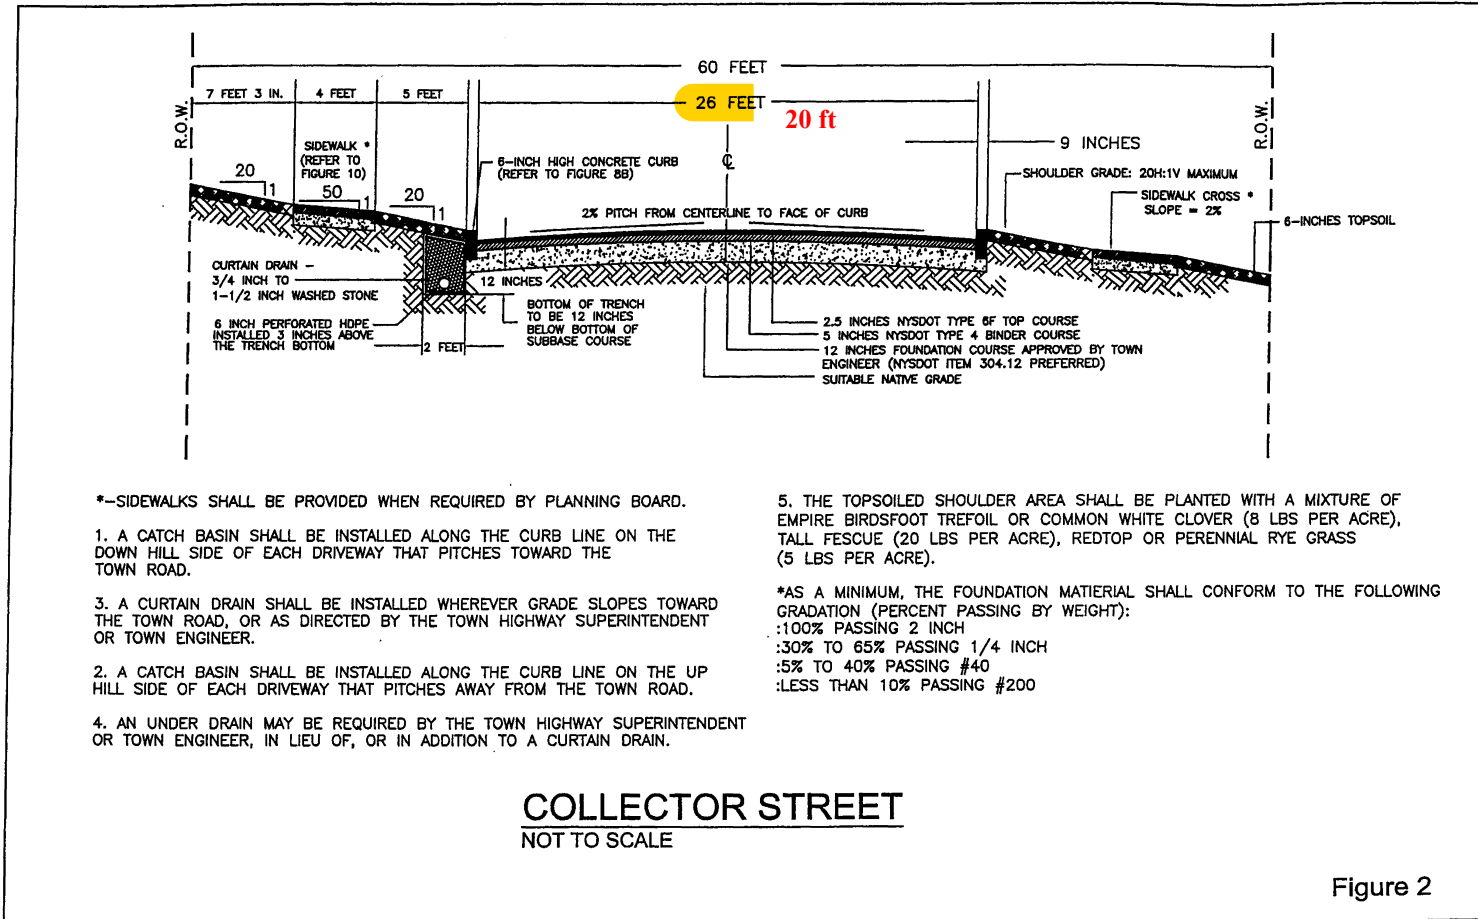 60 FEET
7 FEET 3 IN.
4 FEET
5 FEET
26 FEET
20 ft
R.O.W.
R.O.W.
9 INCHES
SIDEWALK *
(REFER TO
FIGURE 10)
6-INCH HIGH CONCRETE CURB
(REFER TO FIGURE 8B)
℄
SHOULDER GRADE: 20H:1V MAXIMUM
20
1
50
1
20
1
SIDEWALK CROSS *
SLOPE = 2%
2% PITCH FROM CENTERLINE TO FACE OF CURB
6-INCHES TOPSOIL
CURTAIN DRAIN -
3/4 INCH TO
1-1/2 INCH WASHED STONE
12 INCHES
6 INCH PERFORATED HDPE
INSTALLED 3 INCHES ABOVE
THE TRENCH BOTTOM
2 FEET
BOTTOM OF TRENCH
TO BE 12 INCHES
BELOW BOTTOM OF
SUBBASE COURSE
2.5 INCHES NYSDOT TYPE 6F TOP COURSE
5 INCHES NYSDOT TYPE 4 BINDER COURSE
12 INCHES FOUNDATION COURSE APPROVED BY TOWN
ENGINEER (NYSDOT ITEM 304.12 PREFERRED)
SUITABLE NATIVE GRADE
*-SIDEWALKS SHALL BE PROVIDED WHEN REQUIRED BY PLANNING BOARD.
1. A CATCH BASIN SHALL BE INSTALLED ALONG THE CURB LINE ON THE
DOWN HILL SIDE OF EACH DRIVEWAY THAT PITCHES TOWARD THE
TOWN ROAD.
3. A CURTAIN DRAIN SHALL BE INSTALLED WHEREVER GRADE SLOPES TOWARD
THE TOWN ROAD, OR AS DIRECTED BY THE TOWN HIGHWAY SUPERINTENDENT
OR TOWN ENGINEER.
2. A CATCH BASIN SHALL BE INSTALLED ALONG THE CURB LINE ON THE UP
HILL SIDE OF EACH DRIVEWAY THAT PITCHES AWAY FROM THE TOWN ROAD.
4. AN UNDER DRAIN MAY BE REQUIRED BY THE TOWN HIGHWAY SUPERINTENDENT
OR TOWN ENGINEER, IN LIEU OF, OR IN ADDITION TO A CURTAIN DRAIN.
5. THE TOPSOILED SHOULDER AREA SHALL BE PLANTED WITH A MIXTURE OF
EMPIRE BIRDSFOOT TREFOIL OR COMMON WHITE CLOVER (8 LBS PER ACRE),
TALL FESCUE (20 LBS PER ACRE), REDTOP OR PERENNIAL RYE GRASS
(5 LBS PER ACRE).
*AS A MINIMUM, THE FOUNDATION MATIERIAL SHALL CONFORM TO THE FOLLOWING
GRADATION (PERCENT PASSING BY WEIGHT):
:100% PASSING 2 INCH
:30% TO 65% PASSING 1/4 INCH
:5% TO 40% PASSING #40
:LESS THAN 10% PASSING #200
COLLECTOR STREET
NOT TO SCALE
Figure 2